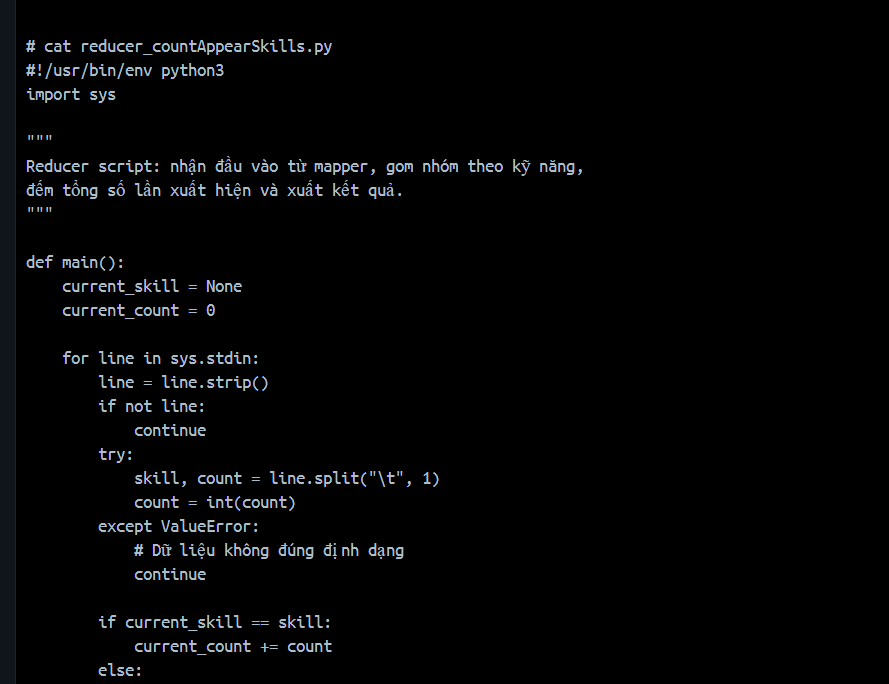 # cat reducer_countAppearSkills.py
#!/usr/bin/env python3
import sys
"""
Reducer script: nhận đầu vào từ mapper, gom nhóm theo kỹ năng,
đếm tổng số lần xuất hiện và xuất kết quả.
"""
def main():
    current_skill = None
    current_count = 0
    for line in sys.stdin:
        line = line.strip()
        if not line:
            continue
        try:
            skill, count = line.split("\t", 1)
            count = int(count)
        except ValueError:
            # Dữ liệu không đúng định dạng
            continue
        if current_skill == skill:
            current_count += count
        else: